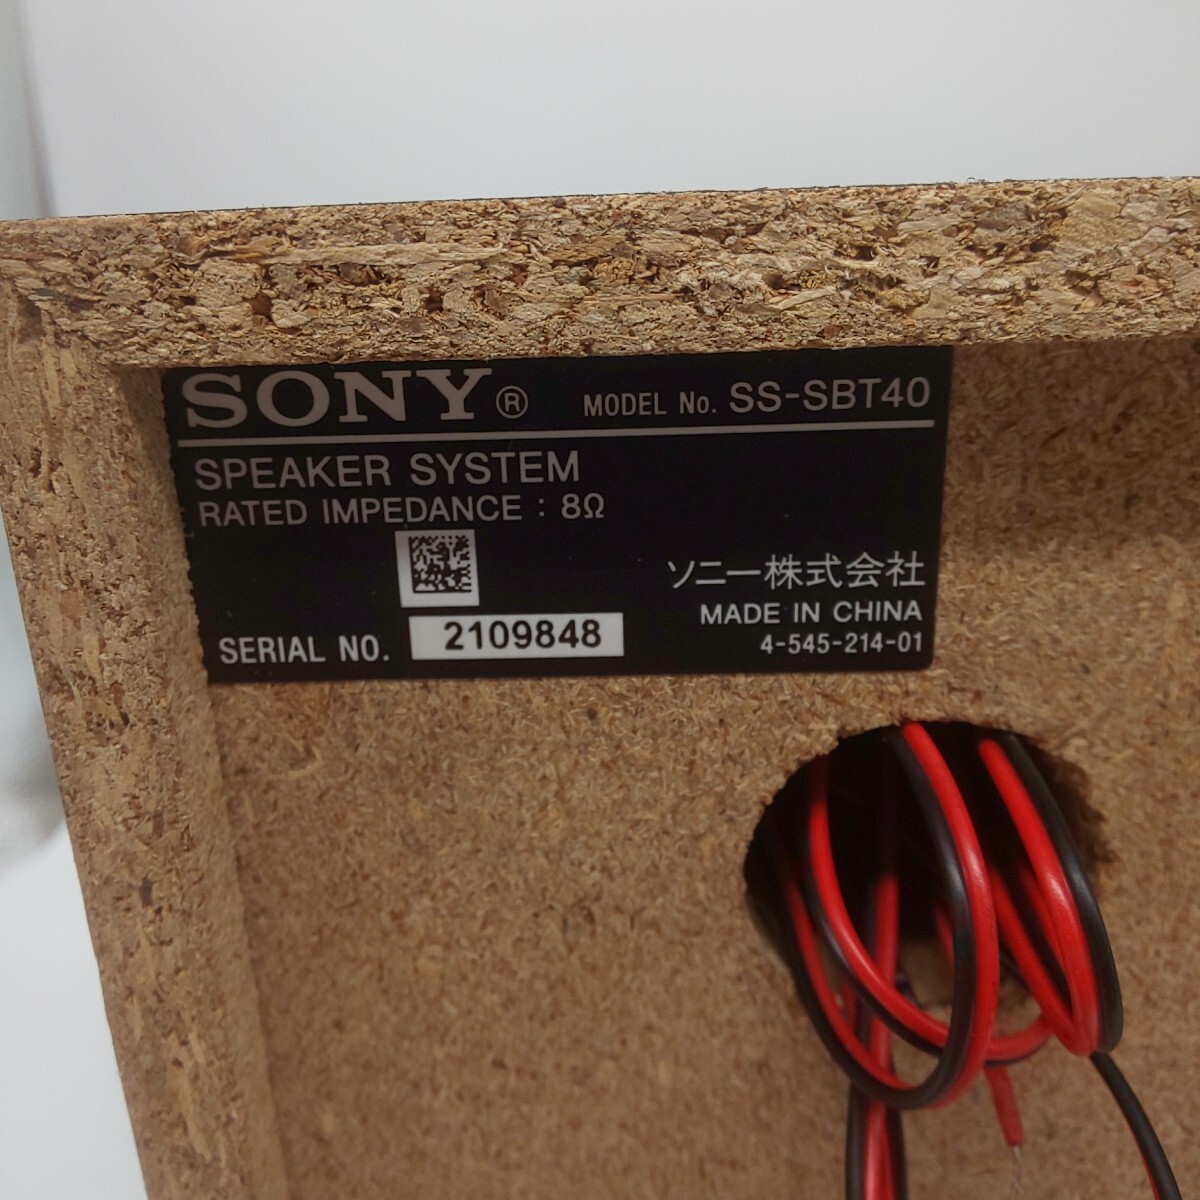 SONY® MODEL No. SS-SBT40
SPEAKER SYSTEM
RATED IMPEDANCE : 8Ω
ソニー株式会社
MADE IN CHINA
SERIAL NO. 2109848
4-545-214-01